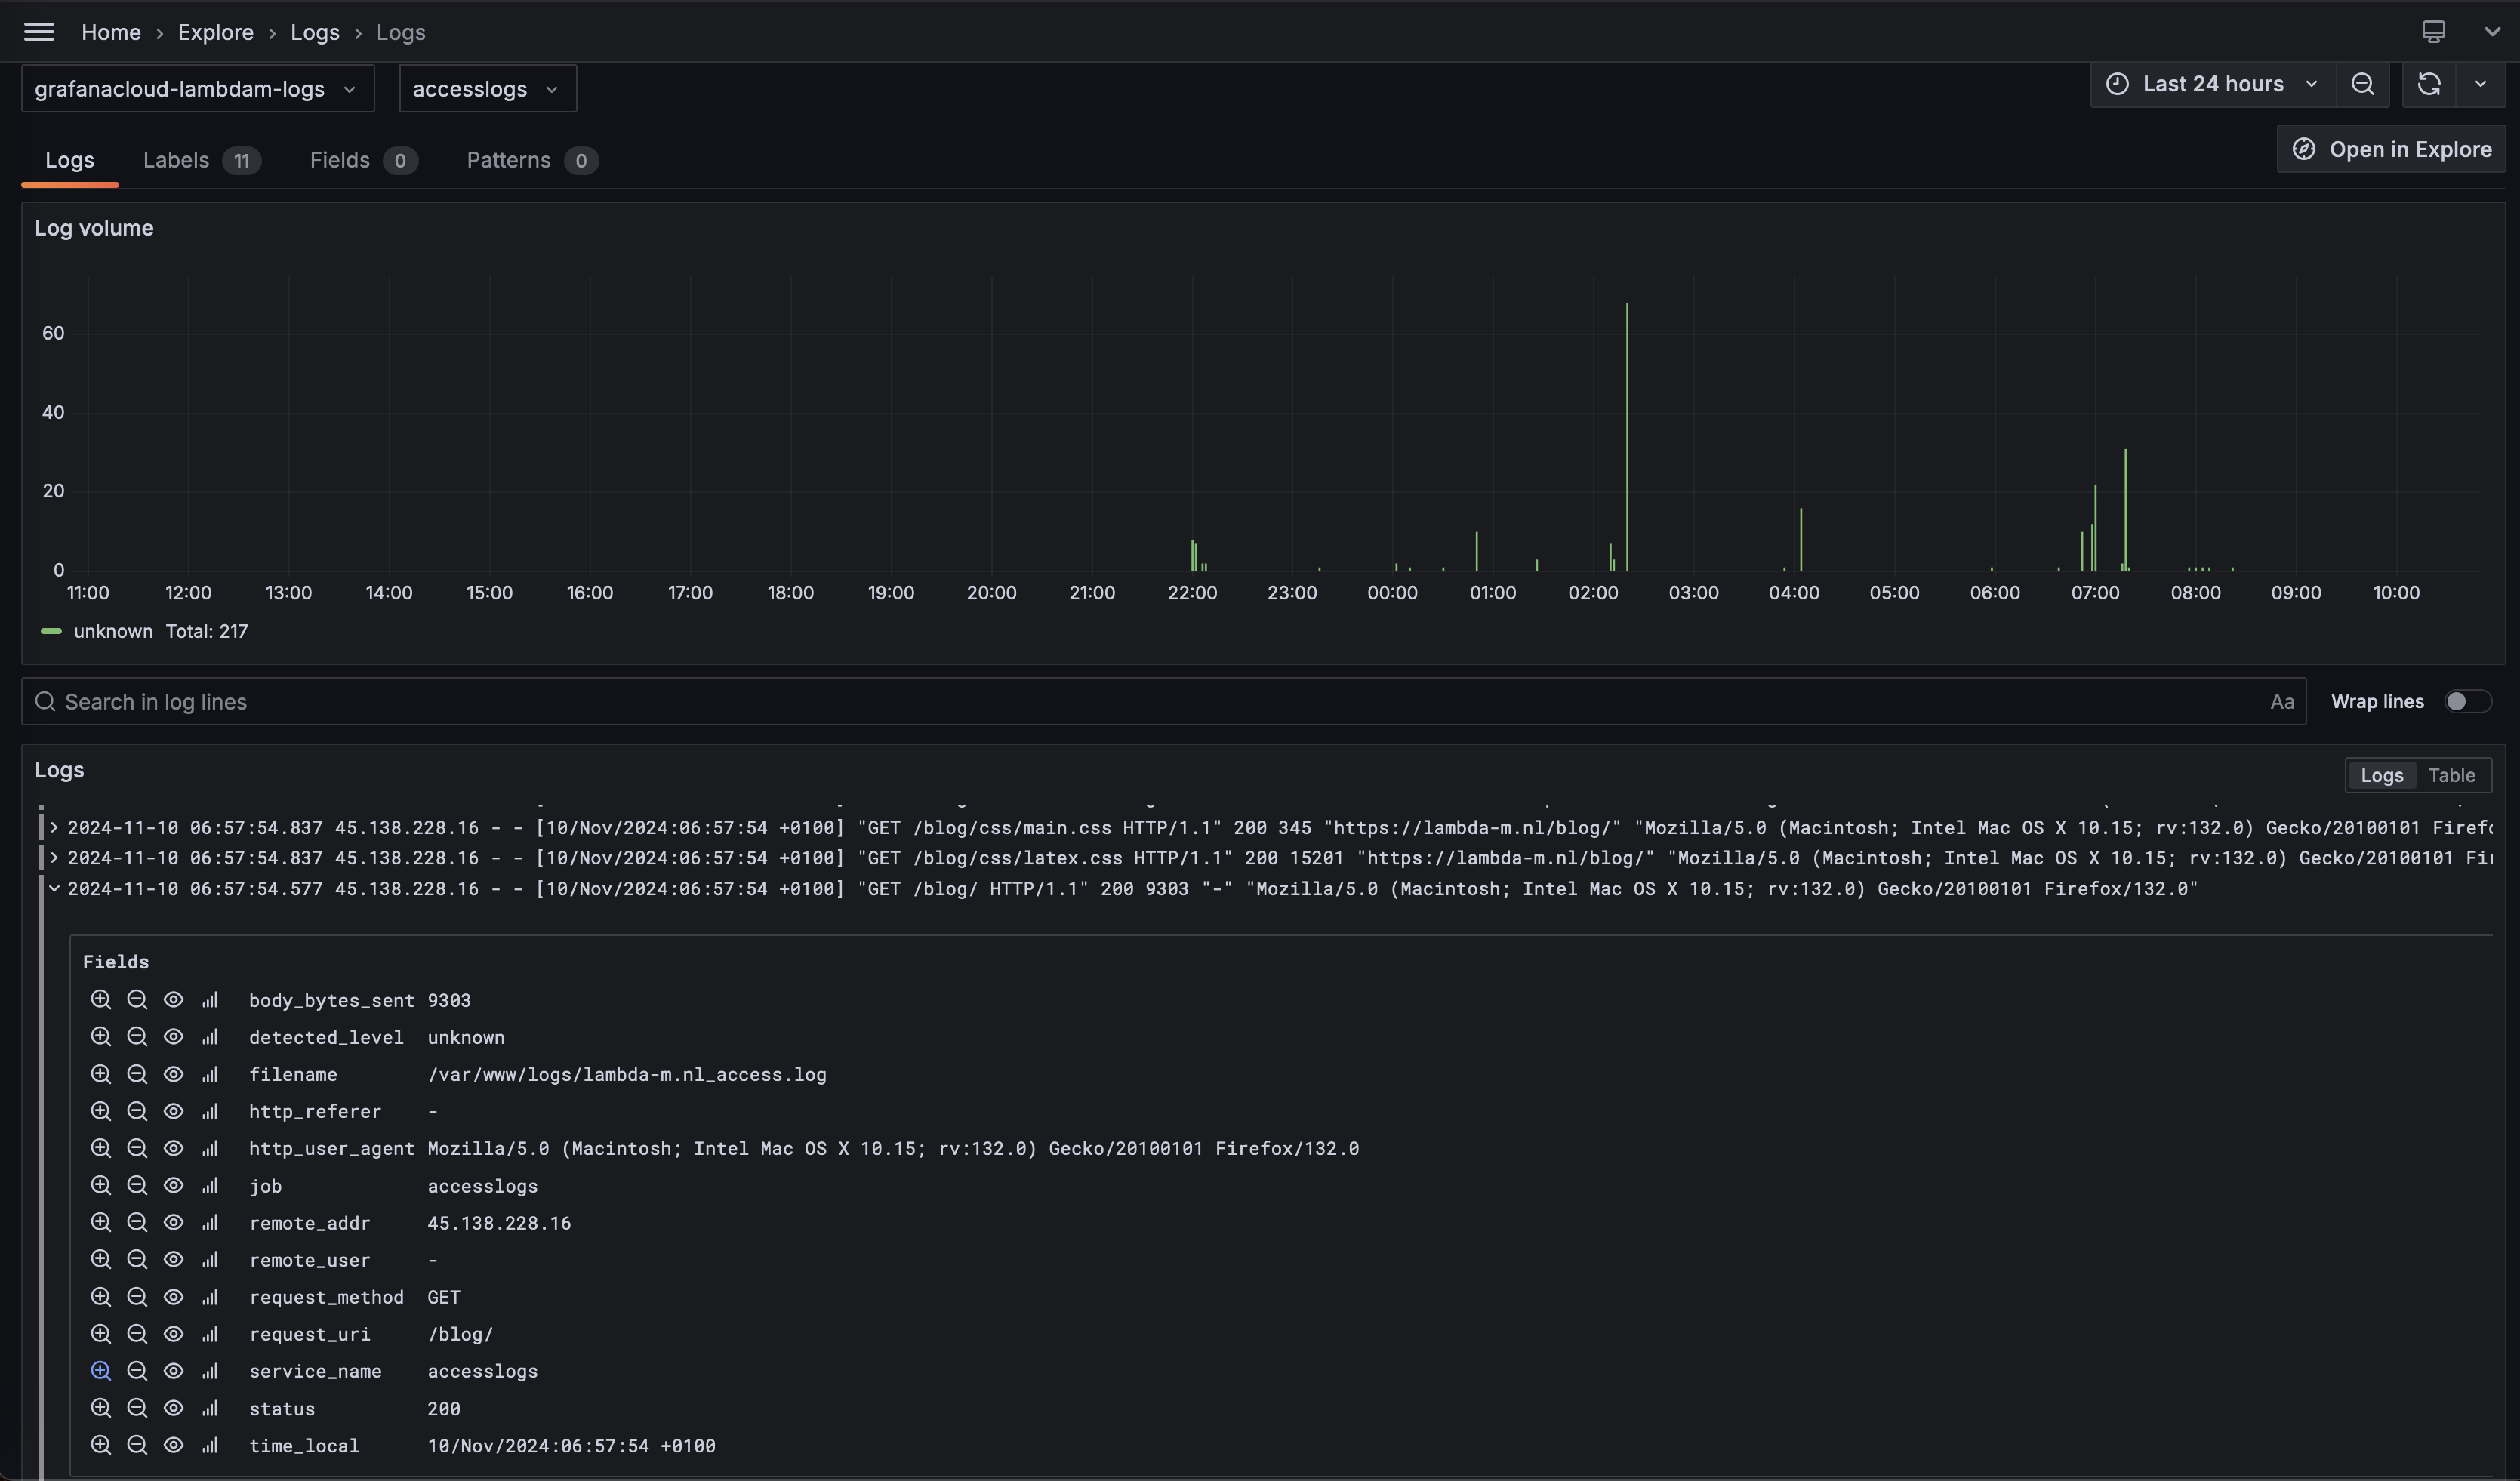 Home › Explore › Logs › Logs
grafanacloud-lambdam-logs accesslogs Last 24 hours
Logs Labels 11 Fields 0 Patterns 0 Open in Explore
Log volume
60
40
20
0
11:00 12:00 13:00 14:00 15:00 16:00 17:00 18:00 19:00 20:00 21:00 22:00 23:00 00:00 01:00 02:00 03:00 04:00 05:00 06:00 07:00 08:00 09:00 10:00
unknown Total: 217
Search in log lines Aa Wrap lines
Logs Logs Table
2024-11-10 06:57:54.837 45.138.228.16 - - [10/Nov/2024:06:57:54 +0100] "GET /blog/css/main.css HTTP/1.1" 200 345 "https://lambda-m.nl/blog/" "Mozilla/5.0 (Macintosh; Intel Mac OS X 10.15; rv:132.0) Gecko/20100101
2024-11-10 06:57:54.837 45.138.228.16 - - [10/Nov/2024:06:57:54 +0100] "GET /blog/css/latex.css HTTP/1.1" 200 15201 "https://lambda-m.nl/blog/" "Mozilla/5.0 (Macintosh; Intel Mac OS X 10.15; rv:132.0) Gecko/20100101
2024-11-10 06:57:54.577 45.138.228.16 - - [10/Nov/2024:06:57:54 +0100] "GET /blog/ HTTP/1.1" 200 9303 "-" "Mozilla/5.0 (Macintosh; Intel Mac OS X 10.15; rv:132.0) Gecko/20100101 Firefox/132.0"
Fields
body_bytes_sent 9303
detected_level unknown
filename /var/www/logs/lambda-m.nl_access.log
http_referer -
http_user_agent Mozilla/5.0 (Macintosh; Intel Mac OS X 10.15; rv:132.0) Gecko/20100101 Firefox/132.0
job accesslogs
remote_addr 45.138.228.16
remote_user -
request_method GET
request_uri /blog/
service_name accesslogs
status 200
time_local 10/Nov/2024:06:57:54 +0100